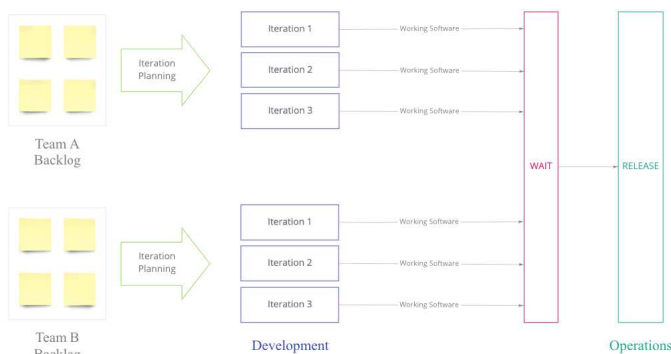 Iteration 1
Working Software
Iteration
Planning
Iteration 2
Working Software
Iteration 3
Working Software
Team A
Backlog
WAIT
RELEASE
Iteration 1
Working Software
Iteration
Planning
Iteration 2
Working Software
Iteration 3
Working Software
Team B
Backlog
Development
Operations